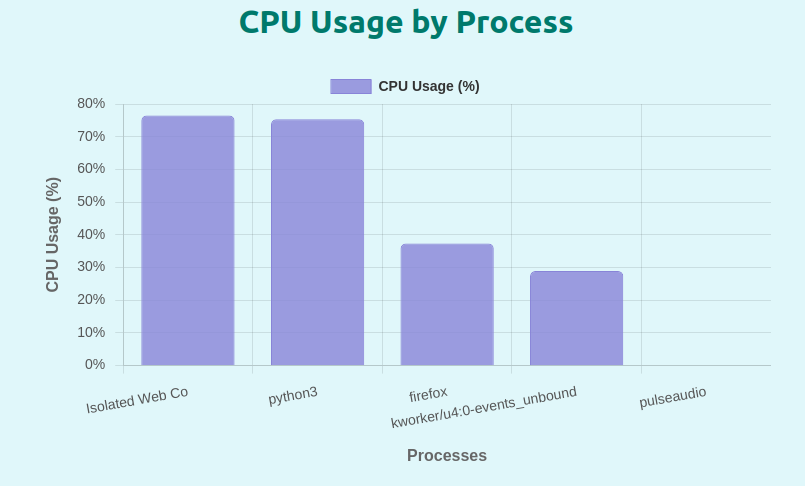 CPU Usage by Process
CPU Usage (%)
80%
70%
60%
50%
40%
30%
20%
10%
0%
CPU Usage (%)
Isolated Web Co
python3
firefox
kworker/u4:0-events_unbound
pulseaudio
Processes